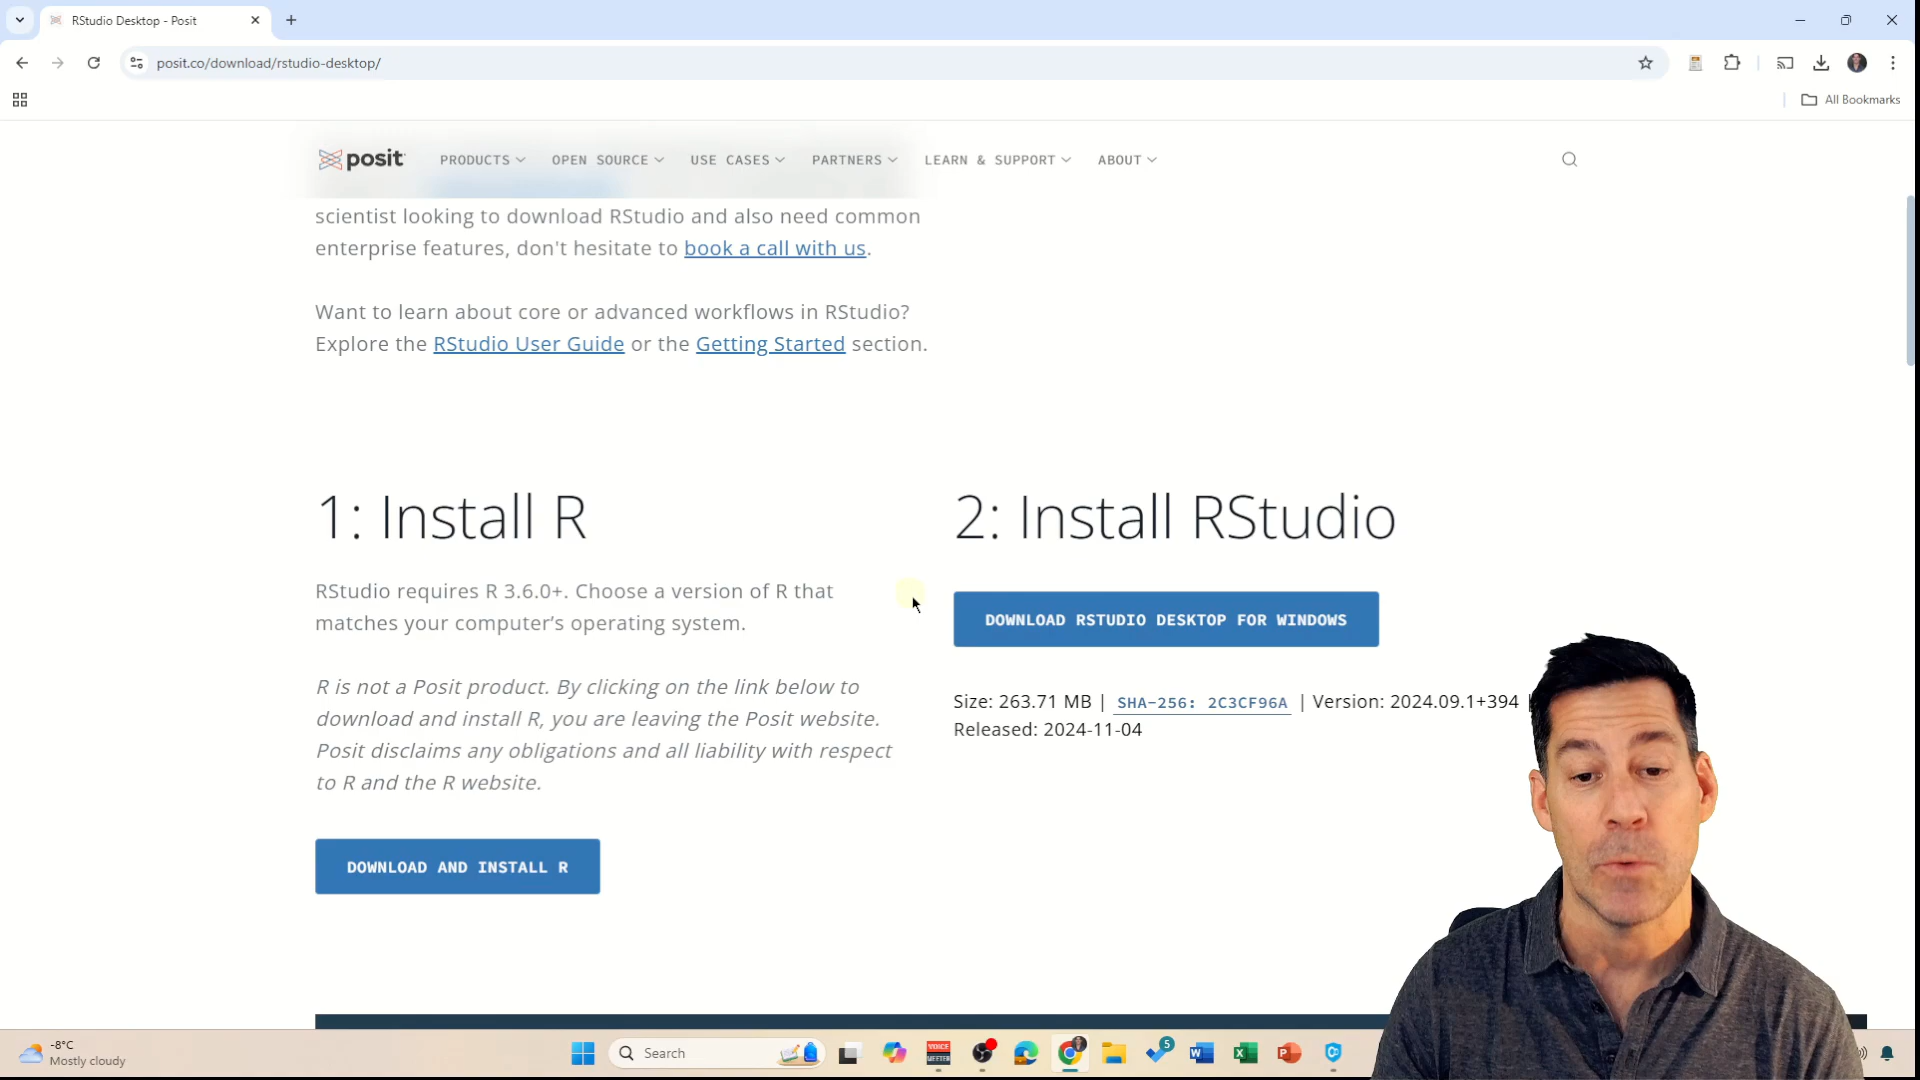 RStudio Desktop - Posit
posit.co/download/rstudio-desktop/
All Bookmarks
posit PRODUCTS OPEN SOURCE USE CASES PARTNERS LEARN & SUPPORT ABOUT
scientist looking to download RStudio and also need common
enterprise features, don't hesitate to book a call with us.
Want to learn about core or advanced workflows in RStudio?
Explore the RStudio User Guide or the Getting Started section.
1: Install R
RStudio requires R 3.6.0+. Choose a version of R that
matches your computer’s operating system.
R is not a Posit product. By clicking on the link below to
download and install R, you are leaving the Posit website.
Posit disclaims any obligations and all liability with respect
to R and the R website.
DOWNLOAD AND INSTALL R
2: Install RStudio
DOWNLOAD RSTUDIO DESKTOP FOR WINDOWS
Size: 263.71 MB | SHA-256: 2C3CF96A | Version: 2024.09.1+394 |
Released: 2024-11-04
-8°C
Mostly cloudy
Search
VOICE
MEETER
5